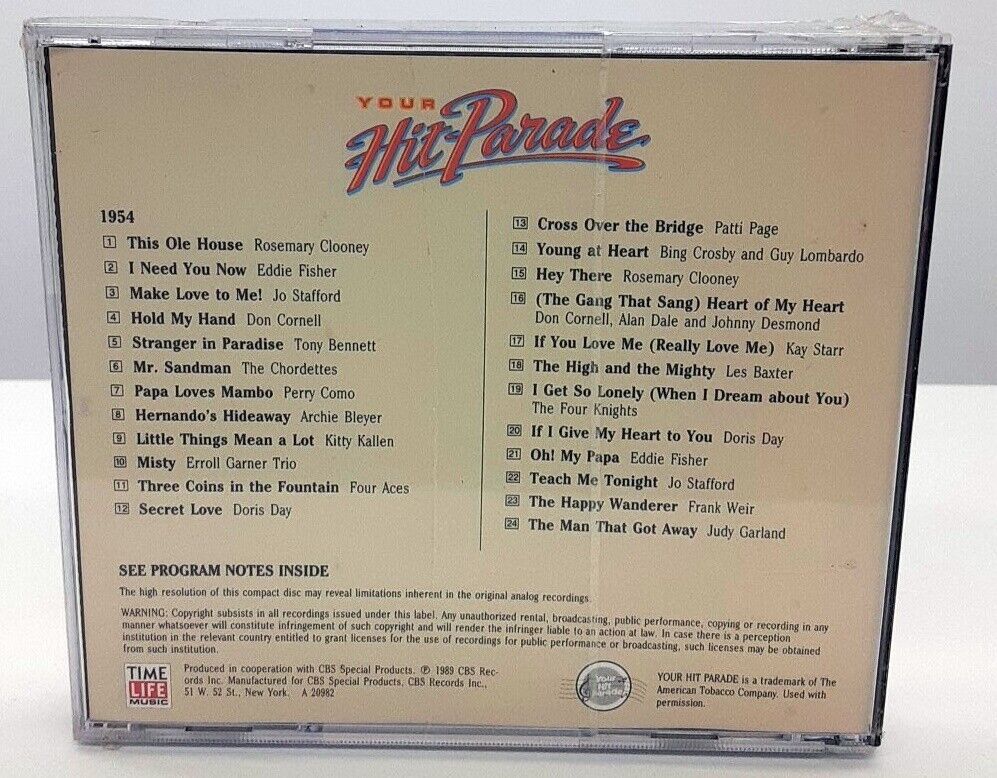 YOUR
Hit Parade
1954
1 This Ole House Rosemary Clooney
2 I Need You Now Eddie Fisher
3 Make Love to Me! Jo Stafford
4 Hold My Hand Don Cornell
5 Stranger in Paradise Tony Bennett
6 Mr. Sandman The Chordettes
7 Papa Loves Mambo Perry Como
8 Hernando's Hideaway Archie Bleyer
9 Little Things Mean a Lot Kitty Kallen
10 Misty Erroll Garner Trio
11 Three Coins in the Fountain Four Aces
12 Secret Love Doris Day
13 Cross Over the Bridge Patti Page
14 Young at Heart Bing Crosby and Guy Lombardo
15 Hey There Rosemary Clooney
16 (The Gang That Sang) Heart of My Heart
Don Cornell, Alan Dale and Johnny Desmond
17 If You Love Me (Really Love Me) Kay Starr
18 The High and the Mighty Les Baxter
19 I Get So Lonely (When I Dream about You)
The Four Knights
20 If I Give My Heart to You Doris Day
21 Oh! My Papa Eddie Fisher
22 Teach Me Tonight Jo Stafford
23 The Happy Wanderer Frank Weir
24 The Man That Got Away Judy Garland
SEE PROGRAM NOTES INSIDE
The high resolution of this compact disc may reveal limitations inherent in the original analog recordings.
WARNING: Copyright subsists in all recordings issued under this label. Any unauthorized rental, broadcasting, public performance, copying or recording in any
manner whatsoever will constitute infringement of such copyright and will render the infringer liable to an action at law. In case there is a perception
institution in the relevant country entitled to grant licenses for the use of recordings for public performance or broadcasting, such licenses may be obtained
from such institution.
TIME
LIFE
MUSIC
Produced in cooperation with CBS Special Products. ℗ 1989 CBS Rec-
ords Inc. Manufactured for CBS Special Products, CBS Records Inc.,
51 W. 52 St., New York. A 20982
Your
Hit
Parade
YOUR HIT PARADE is a trademark of The
American Tobacco Company. Used with
permission.